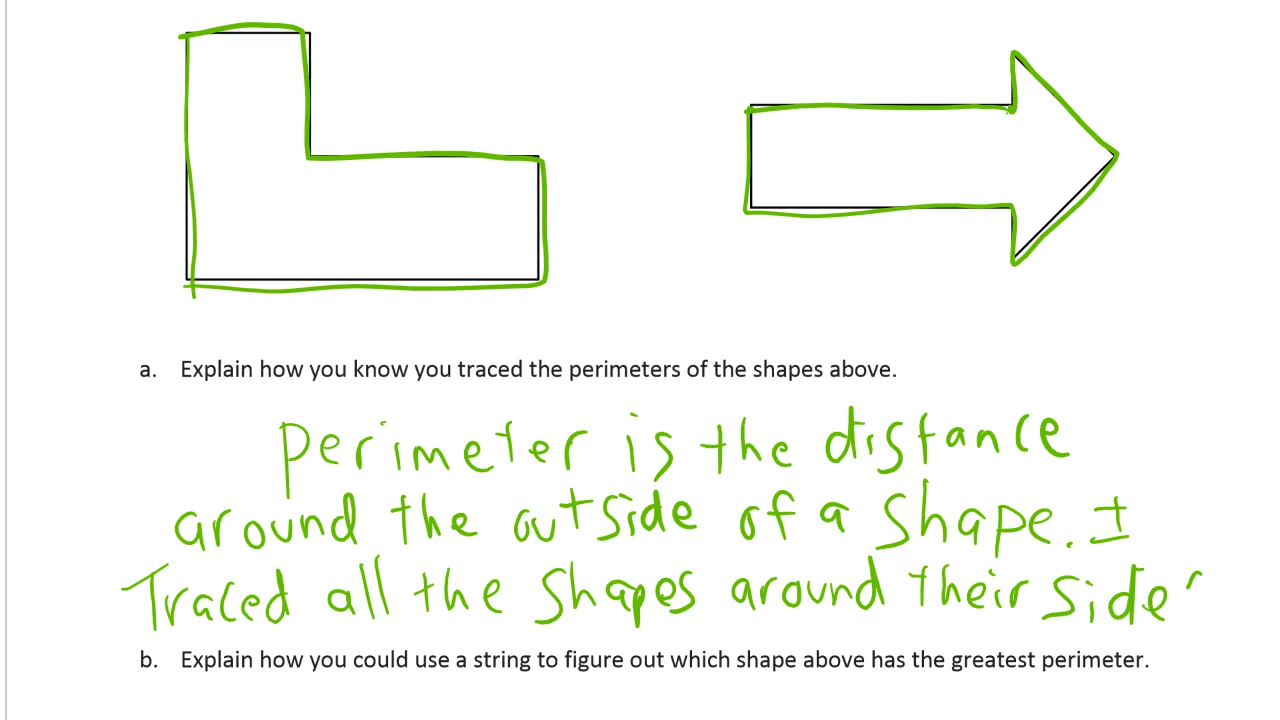 a. Explain how you know you traced the perimeters of the shapes above.
Perimeter is the distance
around the outside of a shape. I
Traced all the shapes around their side
b. Explain how you could use a string to figure out which shape above has the greatest perimeter.